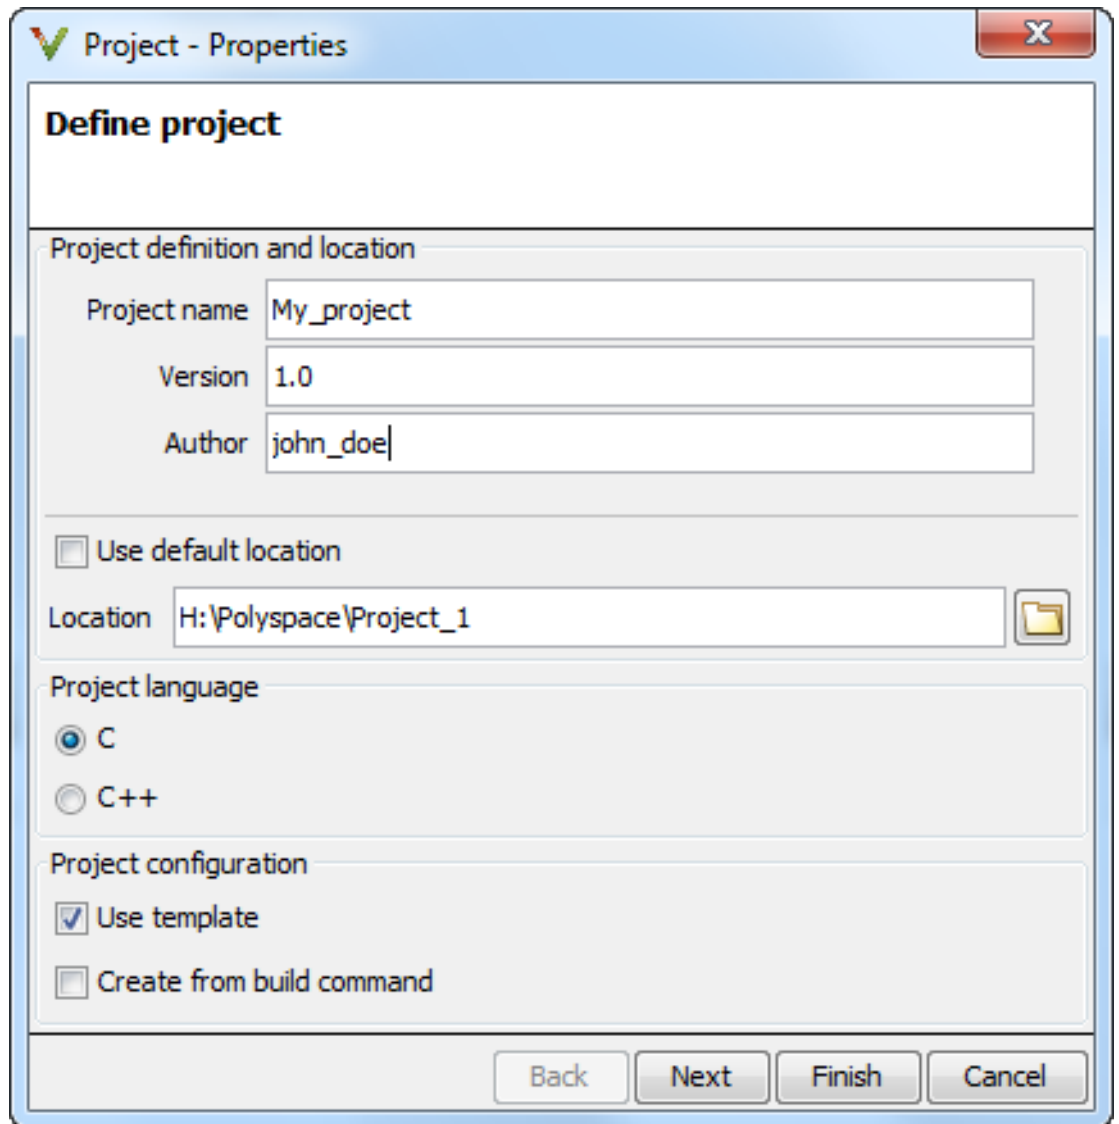 Project - Properties
Define project
Project definition and location
Project name My_project
Version 1.0
Author john_doe
Use default location
Location H:\Polyspace\Project_1
Project language
C
C++
Project configuration
Use template
Create from build command
Back Next Finish Cancel